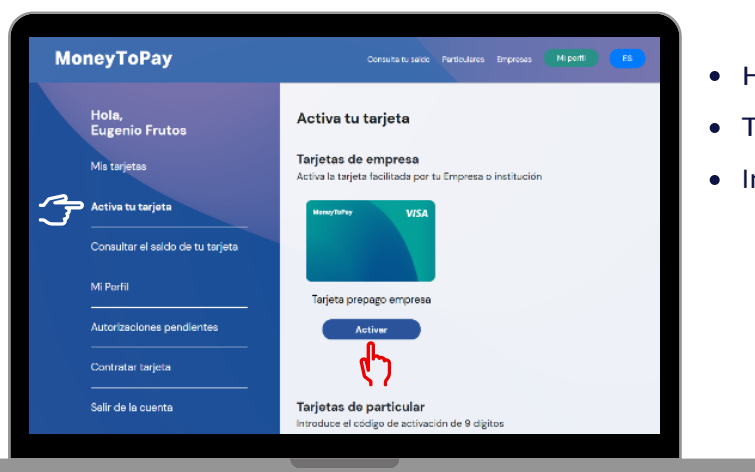 MoneyToPay
Consulta tu saldo Particulares Empresas Mi perfil ES
Hola,
Eugenio Frutos
Mis tarjetas
Activa tu tarjeta
Consultar el saldo de tu tarjeta
Mi Perfil
Autorizaciones pendientes
Contratar tarjeta
Salir de la cuenta
Activa tu tarjeta
Tarjetas de empresa
Activa la tarjeta facilitada por tu Empresa o institución
MoneyToPay VISA
Tarjeta prepago empresa
Activar
Tarjetas de particular
Introduce el código de activación de 9 dígitos